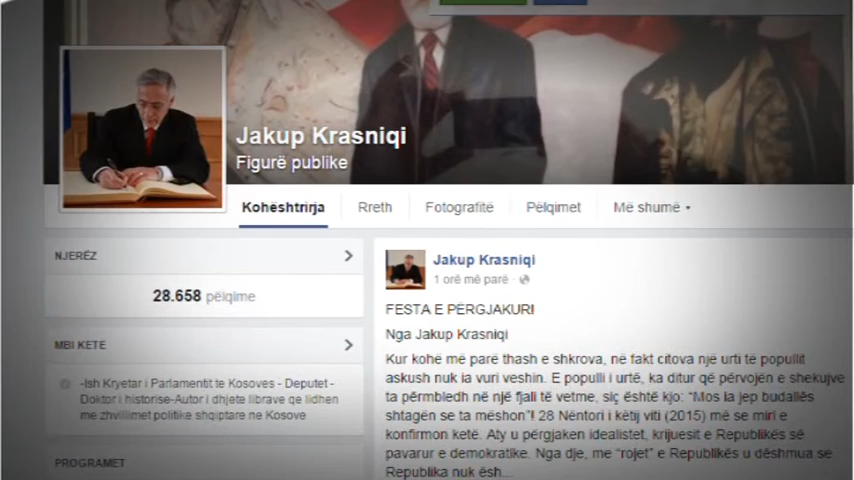 Jakup Krasniqi
Figurë publike
Kohështrirja
Rreth
Fotografitë
Pëlqimet
Më shumë
NJERËZ
28.658 pëlqime
MBI KETË
-Ish Kryetar i Parlamentit te Kosoves - Deputet -
Doktor i historise-Autor i dhjete librave qe lidhen
me zhvillimet politike shqiptare ne Kosove
PROGRAMET
Jakup Krasniqi
1 orë më parë
FESTA E PËRGJAKUR!
Nga Jakup Krasniqi
Kur kohë më parë thash e shkrova, në fakt citova një urti të popullit
askush nuk ia vuri veshin. E populli i urtë, ka ditur që përvojën e shekujve
ta përmbledh në një fjali të vetme, siç është kjo: “Mos ia jep budallës
shtagën se ta mëshon”! 28 Nëntori i këtij viti (2015) më se miri e
konfirmon ketë. Aty u përgjaken idealistet, krijuesit e Republikës së
pavarur e demokratike. Nga dje, me “rojet” e Republikës u dëshmua se
Republika nuk ësh...